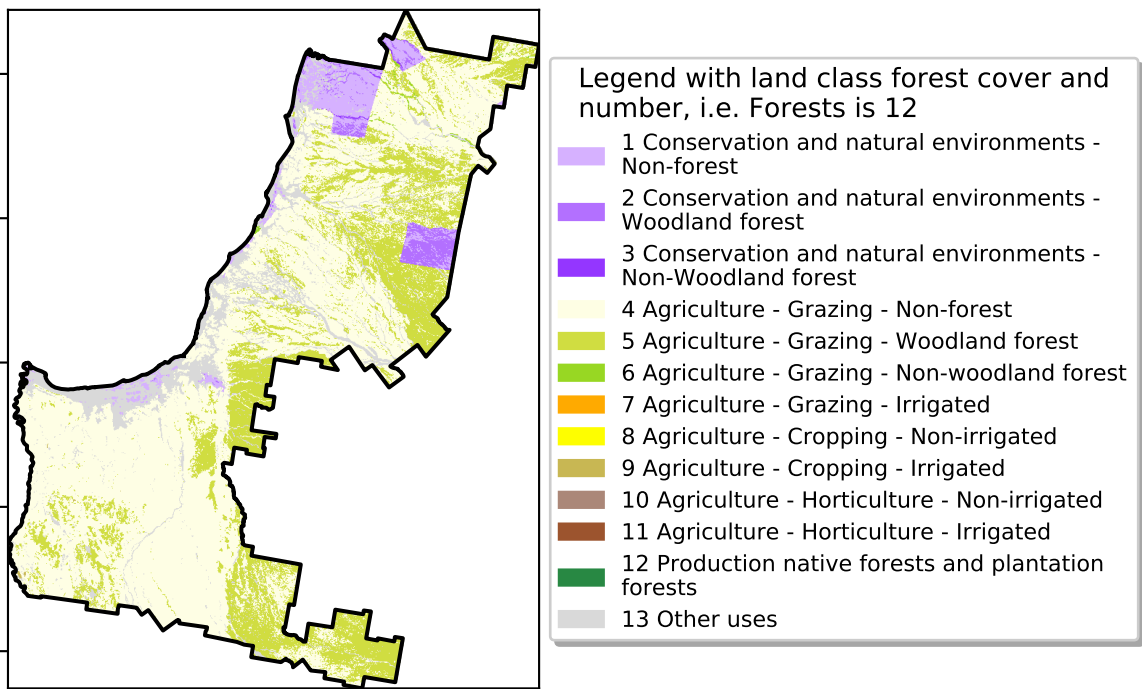 Legend with land class forest cover and
number, i.e. Forests is 12
1 Conservation and natural environments -
Non-forest
2 Conservation and natural environments -
Woodland forest
3 Conservation and natural environments -
Non-Woodland forest
4 Agriculture - Grazing - Non-forest
5 Agriculture - Grazing - Woodland forest
6 Agriculture - Grazing - Non-woodland forest
7 Agriculture - Grazing - Irrigated
8 Agriculture - Cropping - Non-irrigated
9 Agriculture - Cropping - Irrigated
10 Agriculture - Horticulture - Non-irrigated
11 Agriculture - Horticulture - Irrigated
12 Production native forests and plantation
forests
13 Other uses